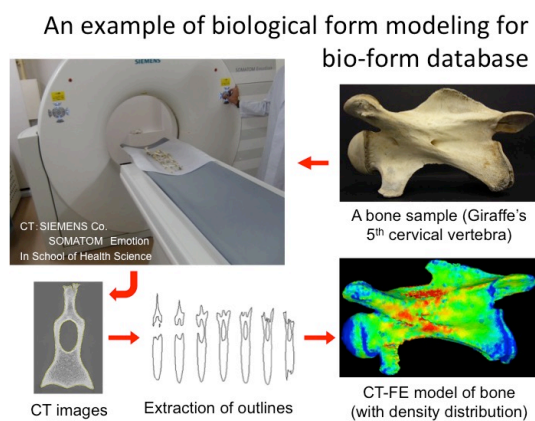 An example of biological form modeling for
bio-form database
SIEMENS
CT: SIEMENS Co.
SOMATOM Emotion
In School of Health Science
A bone sample (Giraffe's
5th cervical vertebra)
CT images
Extraction of outlines
CT-FE model of bone
(with density distribution)